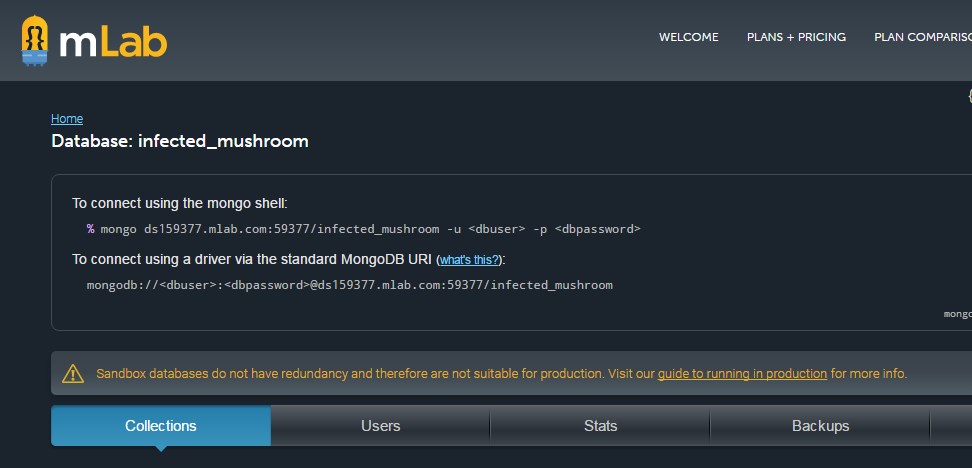 mLab
WELCOME PLANS + PRICING PLAN COMPARISO
{
Home
Database: infected_mushroom
To connect using the mongo shell:
% mongo ds159377.mlab.com:59377/infected_mushroom -u <dbuser> -p <dbpassword>
To connect using a driver via the standard MongoDB URI (what's this?):
mongodb://<dbuser>:<dbpassword>@ds159377.mlab.com:59377/infected_mushroom
mongo
Sandbox databases do not have redundancy and therefore are not suitable for production. Visit our guide to running in production for more info.
Collections Users Stats Backups